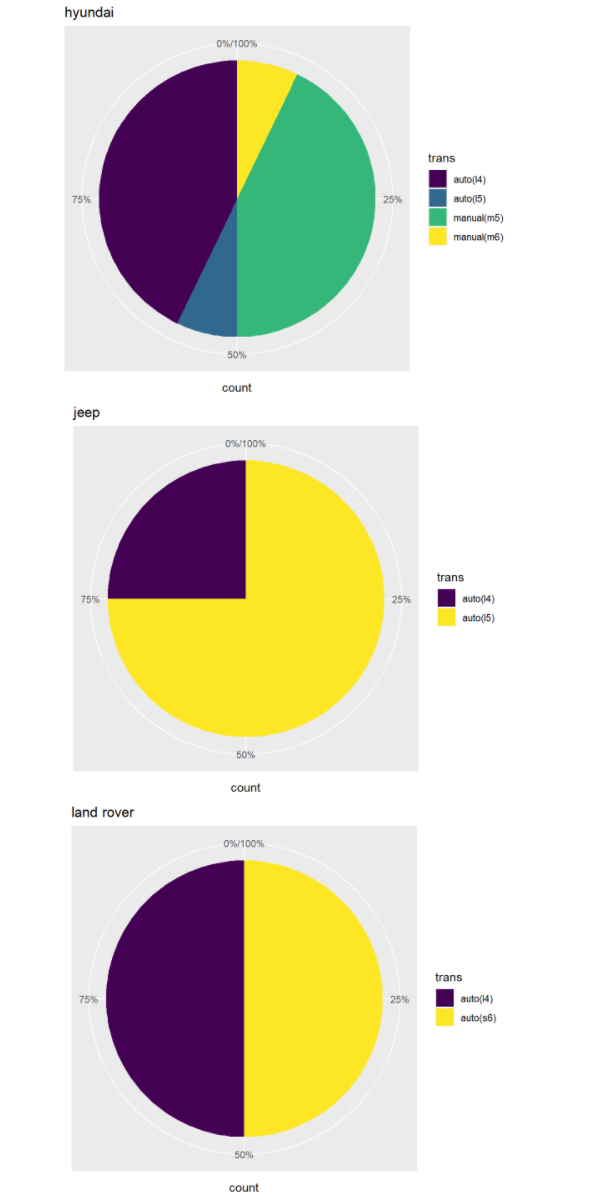 hyundai
0%/100%
75%
25%
50%
count
trans
auto(l4)
auto(l5)
manual(m5)
manual(m6)
jeep
0%/100%
75%
25%
50%
count
trans
auto(l4)
auto(l5)
land rover
0%/100%
75%
25%
50%
count
trans
auto(l4)
auto(s6)